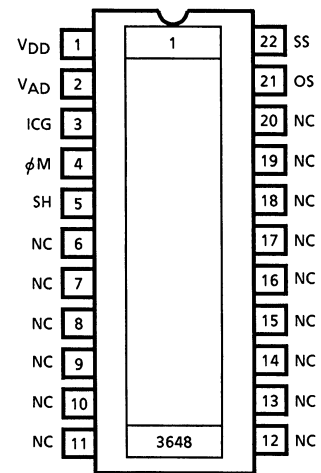 VDD 1 1 22 SS
VAD 2 21 OS
ICG 3 20 NC
ϕM 4 19 NC
SH 5 18 NC
NC 6 17 NC
NC 7 16 NC
NC 8 15 NC
NC 9 14 NC
NC 10 13 NC
NC 11 3648 12 NC